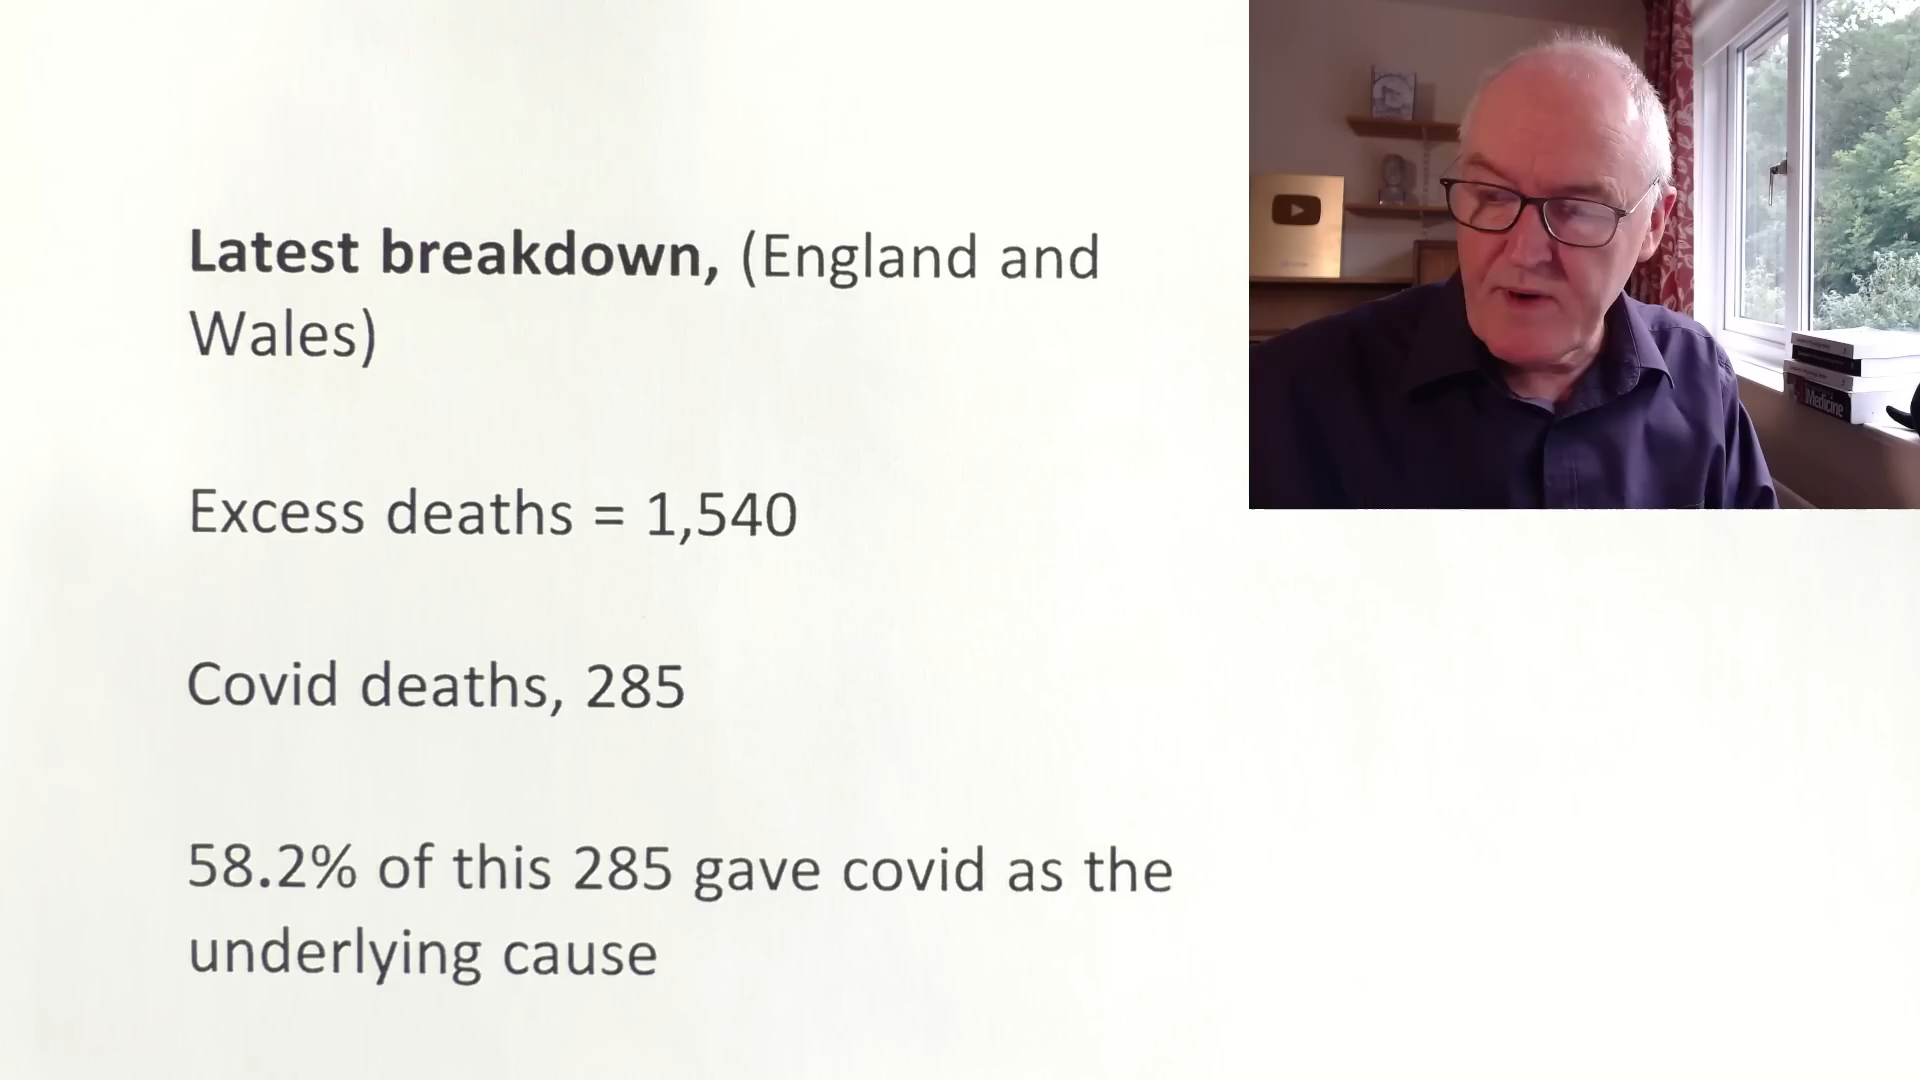 Latest breakdown, (England and
Wales)
Excess deaths = 1,540
Covid deaths, 285
58.2% of this 285 gave covid as the
underlying cause
Medicine